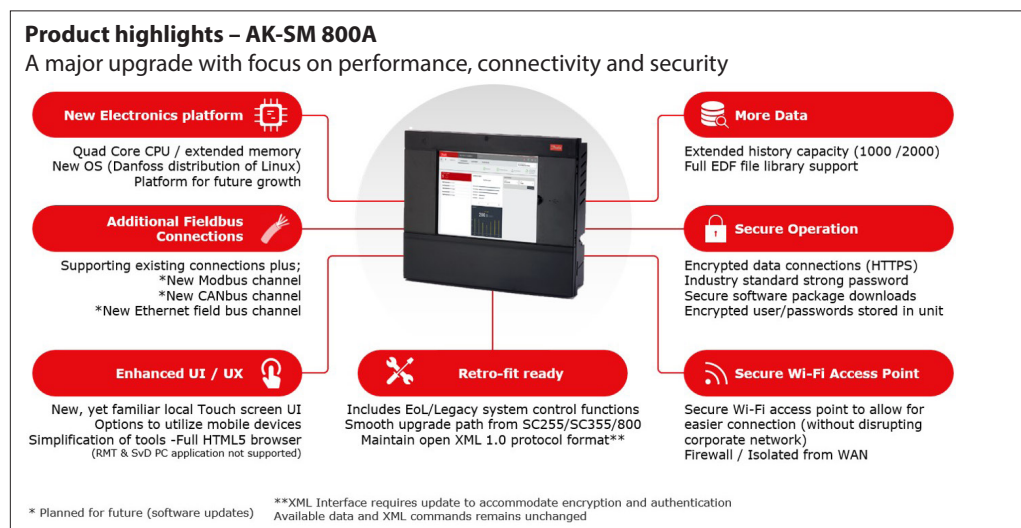 Product highlights – AK-SM 800A
A major upgrade with focus on performance, connectivity and security
New Electronics platform
Quad Core CPU / extended memory
New OS (Danfoss distribution of Linux)
Platform for future growth
Additional Fieldbus
Connections
Supporting existing connections plus;
*New Modbus channel
*New CANbus channel
*New Ethernet field bus channel
Enhanced UI / UX
New, yet familiar local Touch screen UI
Options to utilize mobile devices
Simplification of tools -Full HTML5 browser
(RMT & SvD PC application not supported)
Retro-fit ready
Includes EoL/Legacy system control functions
Smooth upgrade path from SC255/SC355/800
Maintain open XML 1.0 protocol format**
More Data
Extended history capacity (1000 /2000)
Full EDF file library support
Secure Operation
Encrypted data connections (HTTPS)
Industry standard strong password
Secure software package downloads
Encrypted user/passwords stored in unit
Secure Wi-Fi Access Point
Secure Wi-Fi access point to allow for
easier connection (without disrupting
corporate network)
Firewall / Isolated from WAN
* Planned for future (software updates)
**XML Interface requires update to accommodate encryption and authentication
Available data and XML commands remains unchanged